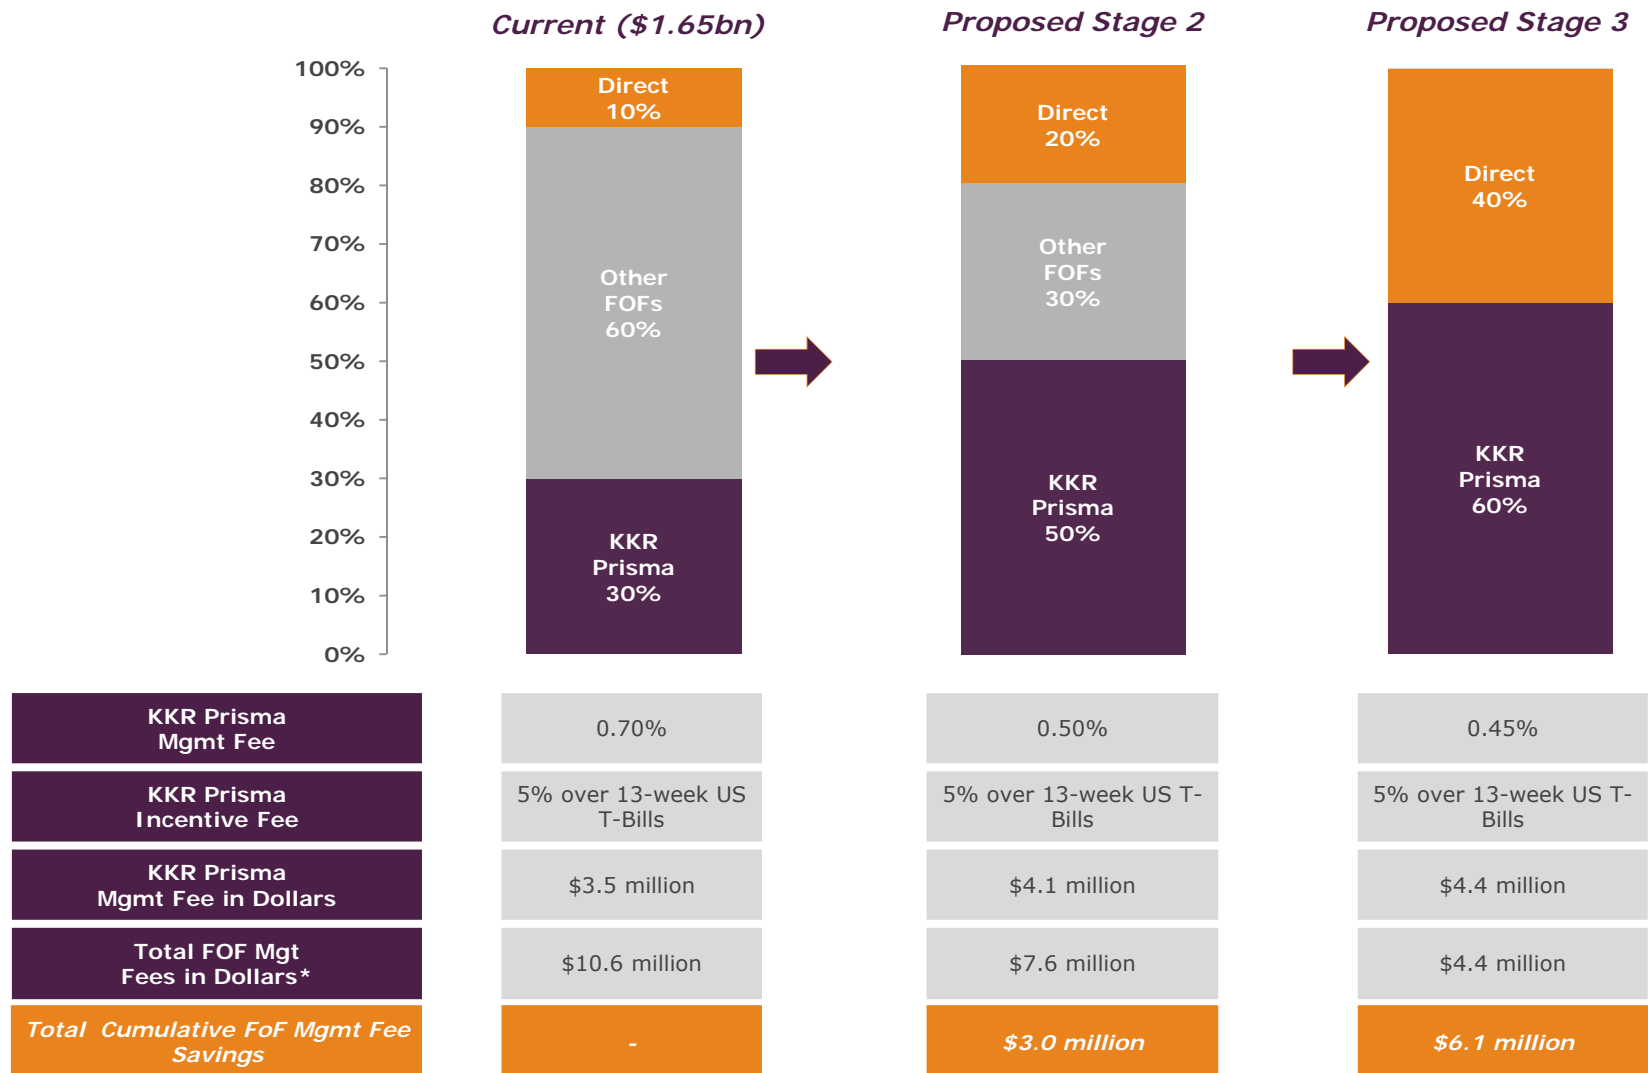 Current ($1.65bn)
Proposed Stage 2
Proposed Stage 3
100%
90%
80%
70%
60%
50%
40%
30%
20%
10%
0%
Direct
10%
Other
FOFs
60%
KKR
Prisma
30%
Direct
20%
Other
FOFs
30%
KKR
Prisma
50%
Direct
40%
KKR
Prisma
60%
KKR Prisma
Mgmt Fee
0.70%
0.50%
0.45%
KKR Prisma
Incentive Fee
5% over 13-week US
T-Bills
5% over 13-week US T-
Bills
5% over 13-week US T-
Bills
KKR Prisma
Mgmt Fee in Dollars
$3.5 million
$4.1 million
$4.4 million
Total FOF Mgt
Fees in Dollars*
$10.6 million
$7.6 million
$4.4 million
Total Cumulative FoF Mgmt Fee
Savings
-
$3.0 million
$6.1 million